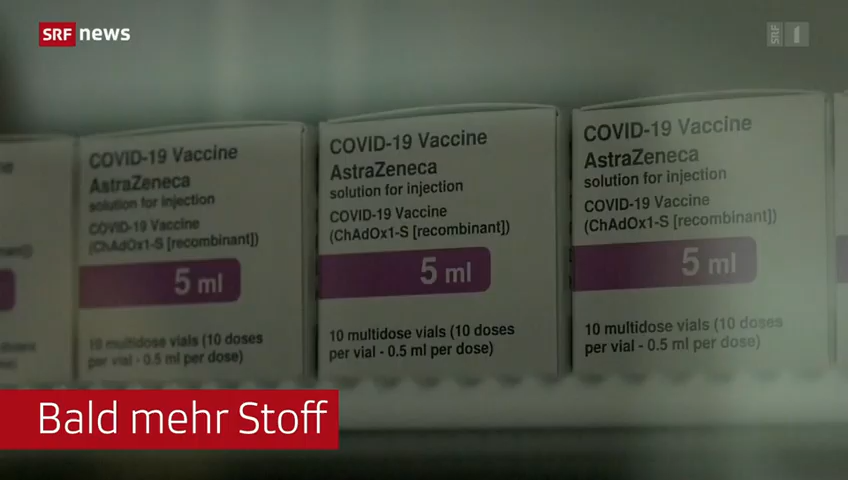 SRF news
SRF 1
COVID-19 Vaccine
AstraZeneca
solution for injection
COVID-19 Vaccine
(ChAdOx1-S [recombinant])
5 ml
10 multidose vials (10 doses
per vial - 0.5 ml per dose)
COVID-19 Vaccine
AstraZeneca
solution for injection
COVID-19 Vaccine
(ChAdOx1-S [recombinant])
5 ml
10 multidose vials (10 doses
per vial - 0.5 ml per dose)
COVID-19 Vaccine
AstraZeneca
solution for injection
COVID-19 Vaccine
(ChAdOx1-S [recombinant])
5 ml
10 multidose vials (10 doses
per vial - 0.5 ml per dose)
Bald mehr Stoff